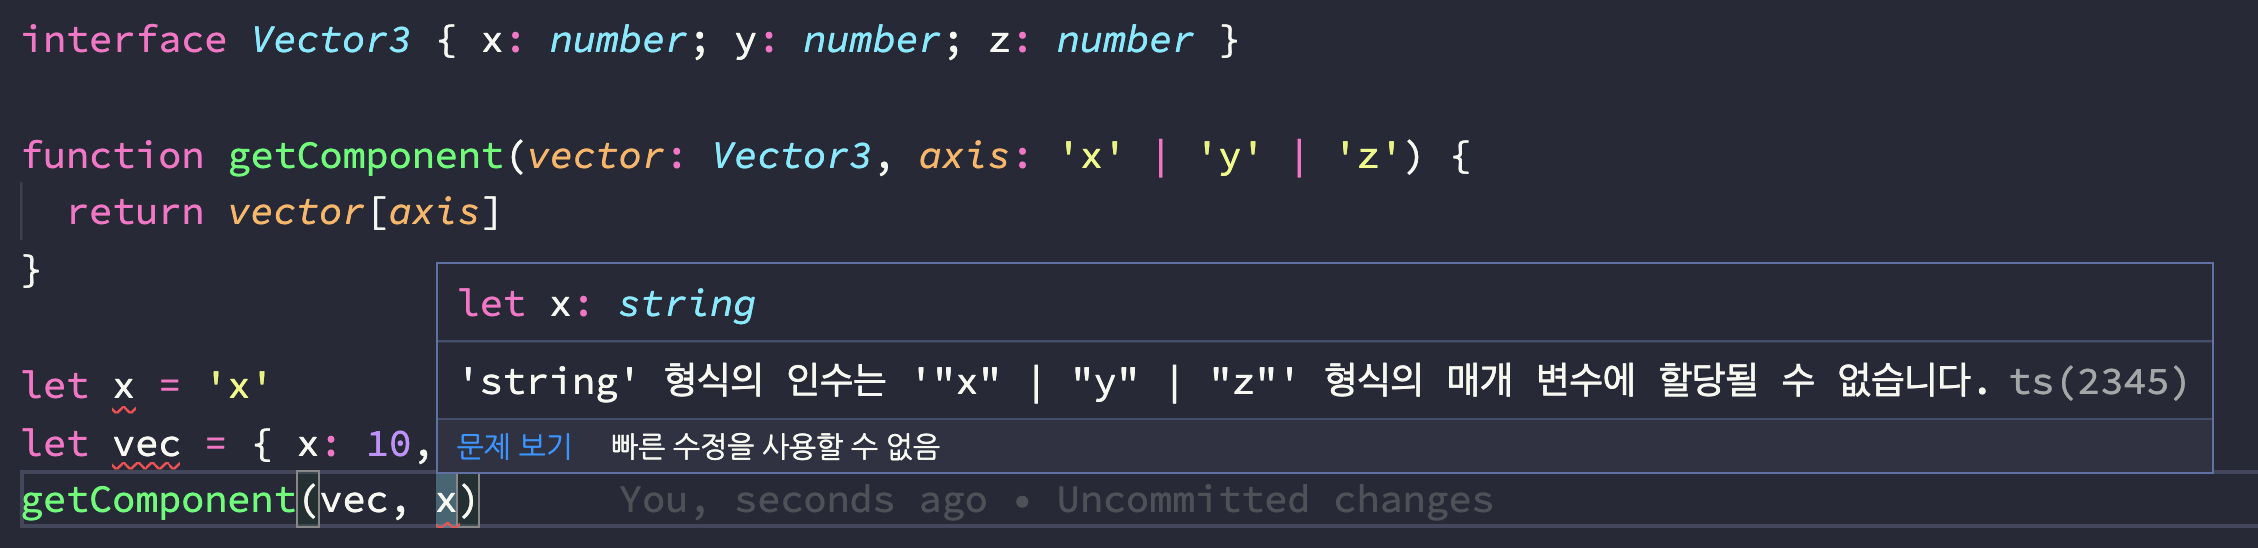 interface Vector3 { x: number; y: number; z: number }
function getComponent(vector: Vector3, axis: 'x' | 'y' | 'z') {
return vector[axis]
}
let x: string
let x = 'x'
'string' 형식의 인수는 '"x" | "y" | "z"' 형식의 매개 변수에 할당될 수 없습니다. ts(2345)
let vec = { x: 10,
문제 보기 빠른 수정을 사용할 수 없음
getComponent(vec, x) You, seconds ago • Uncommitted changes